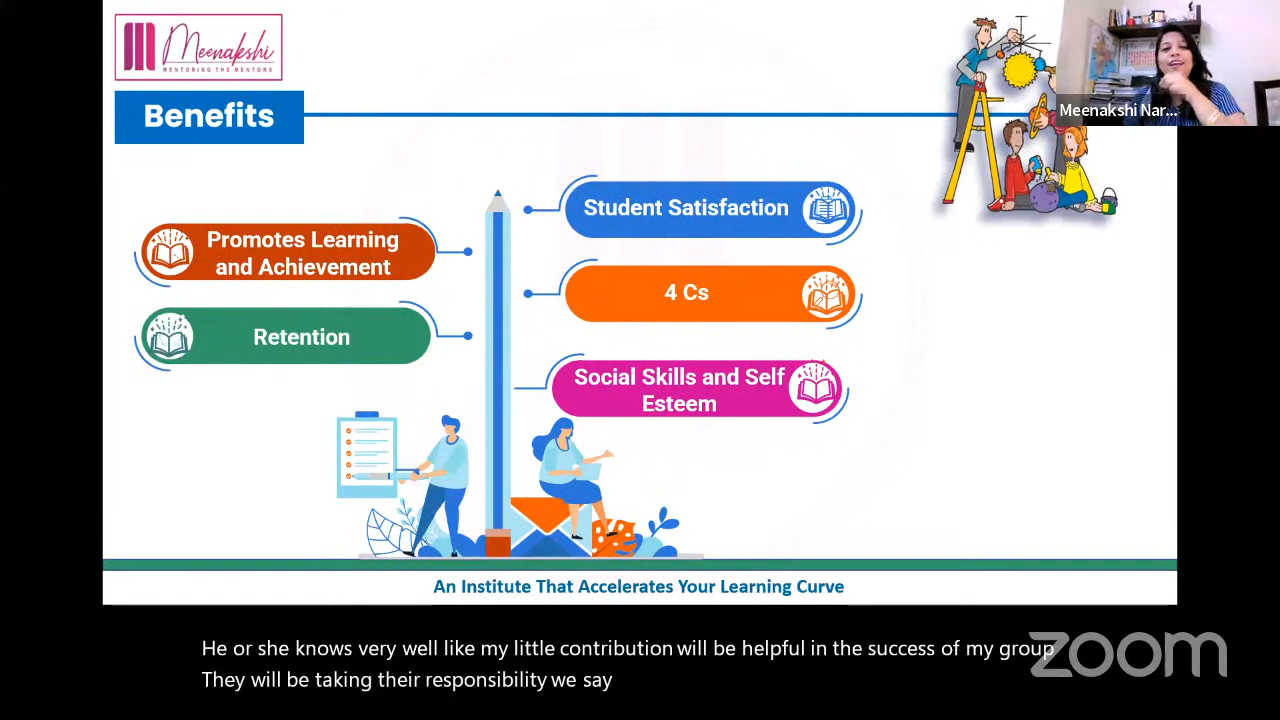 Meenakshi
MENTORING THE MENTORS
Benefits
Meenakshi Nar...
Student Satisfaction
Promotes Learning
and Achievement
4 Cs
Retention
Social Skills and Self
Esteem
An Institute That Accelerates Your Learning Curve
He or she knows very well like my little contribution will be helpful in the success of my group
They will be taking their responsibility we say
zoom